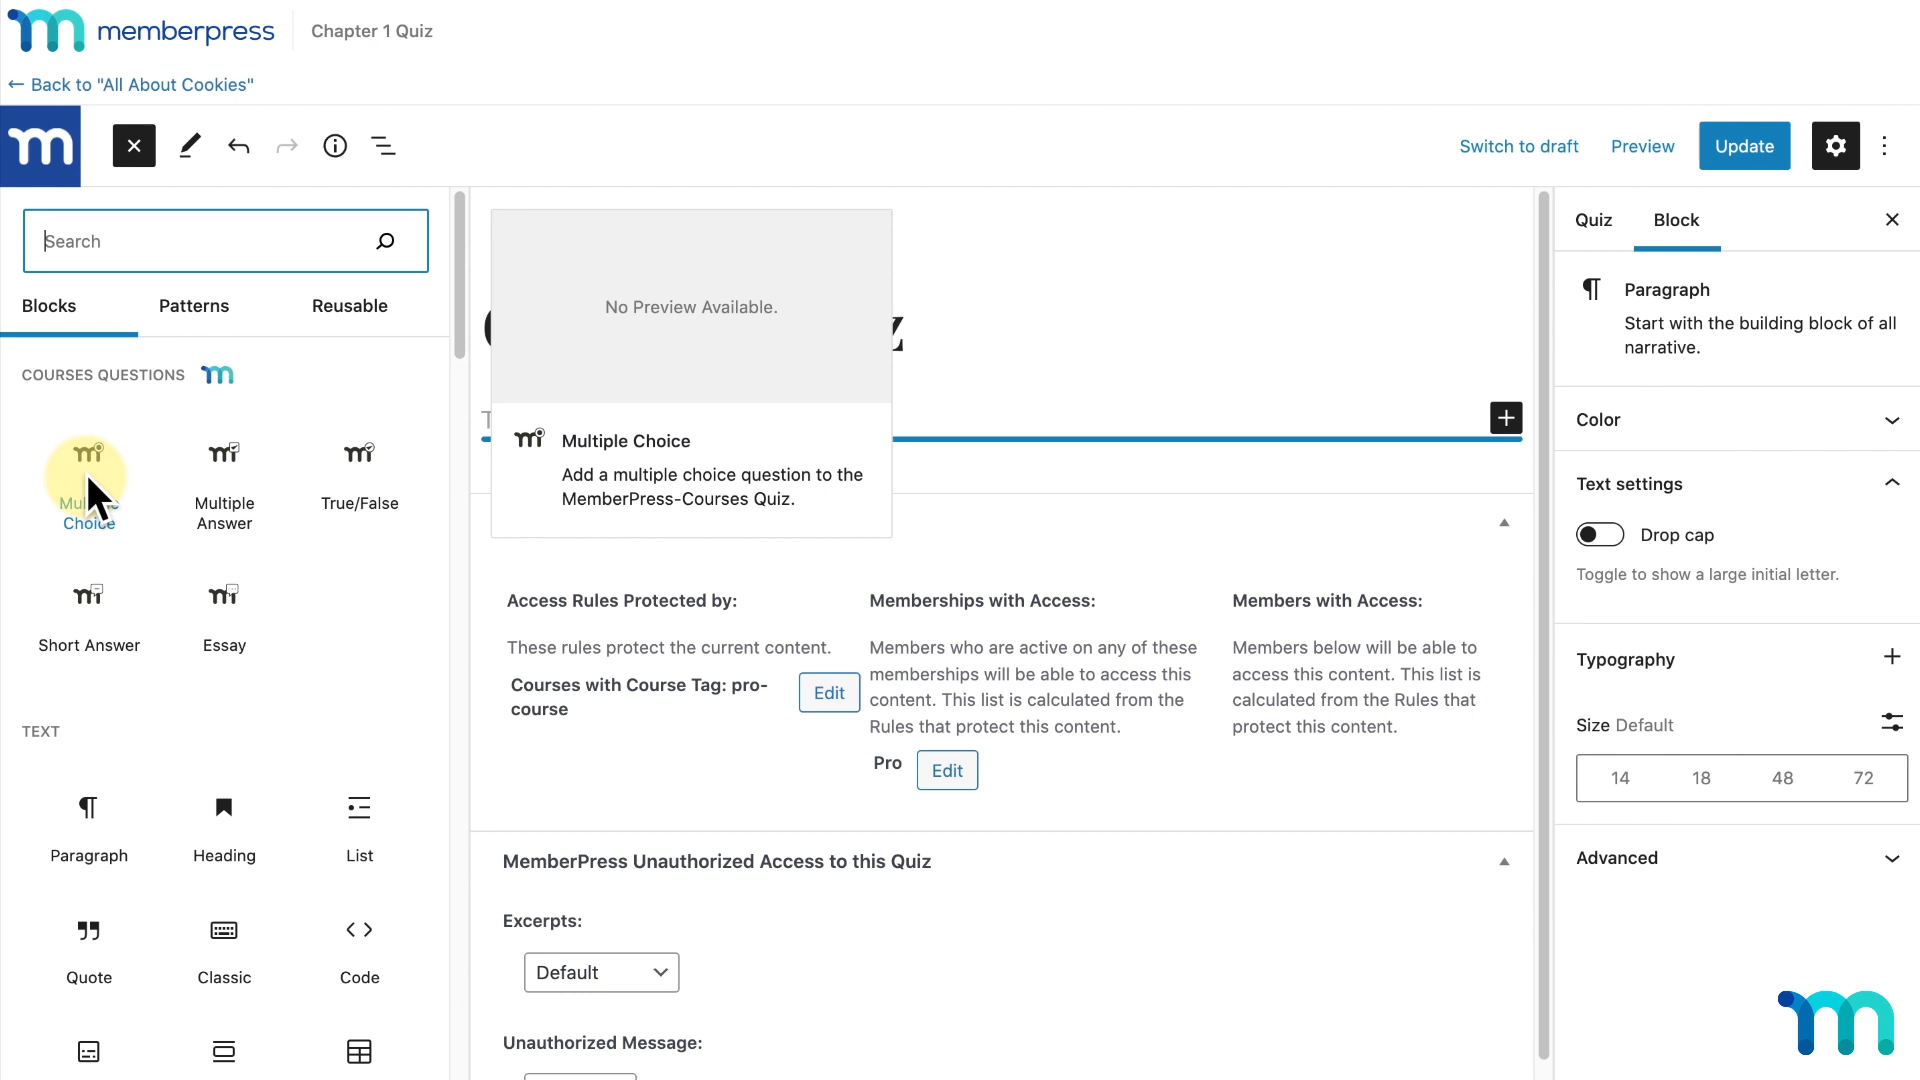 memberpress
Chapter 1 Quiz
← Back to "All About Cookies"
Switch to draft
Preview
Update
Search
Blocks
Patterns
Reusable
COURSES QUESTIONS
Choice
Multiple
Answer
True/False
Short Answer
Essay
TEXT
Paragraph
Heading
List
Quote
Classic
Code
No Preview Available.
Multiple Choice
Add a multiple choice question to the
MemberPress-Courses Quiz.
Access Rules Protected by:
These rules protect the current content.
Courses with Course Tag: pro-
course
Edit
Memberships with Access:
Members who are active on any of these
memberships will be able to access this
content. This list is calculated from the
Rules that protect this content.
Pro
Edit
Members with Access:
Members below will be able to
access this content. This list is
calculated from the Rules that
protect this content.
MemberPress Unauthorized Access to this Quiz
Excerpts:
Default
Unauthorized Message:
Quiz
Block
Paragraph
Start with the building block of all
narrative.
Color
Text settings
Drop cap
Toggle to show a large initial letter.
Typography
Size Default
14 18 48 72
Advanced